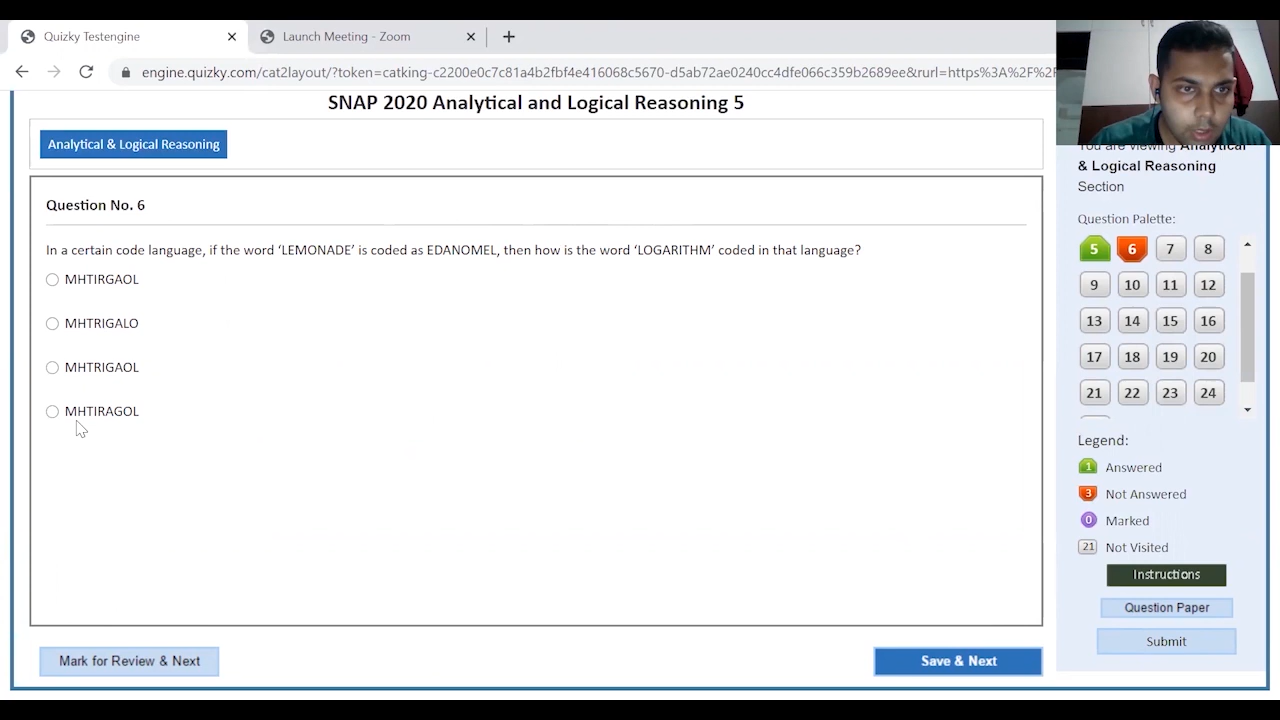 Quizky Testengine
Launch Meeting - Zoom
engine.quizky.com/cat2layout/?token=catking-c2200e0c7c81a4b2fbf4e416068c5670-d5ab72ae0240cc4dfe066c359b2689ee&rurl=https%3A%2F%2F
SNAP 2020 Analytical and Logical Reasoning 5
Analytical & Logical Reasoning
Question No. 6
In a certain code language, if the word ‘LEMONADE’ is coded as EDANOMEL, then how is the word ‘LOGARITHM’ coded in that language?
MHTIRGAOL
MHTRIGALO
MHTRIGAOL
MHTIRAGOL
Mark for Review & Next
Save & Next
You are viewing Analytical
& Logical Reasoning
Section
Question Palette:
5 6 7 8
9 10 11 12
13 14 15 16
17 18 19 20
21 22 23 24
Legend:
1 Answered
3 Not Answered
0 Marked
21 Not Visited
Instructions
Question Paper
Submit